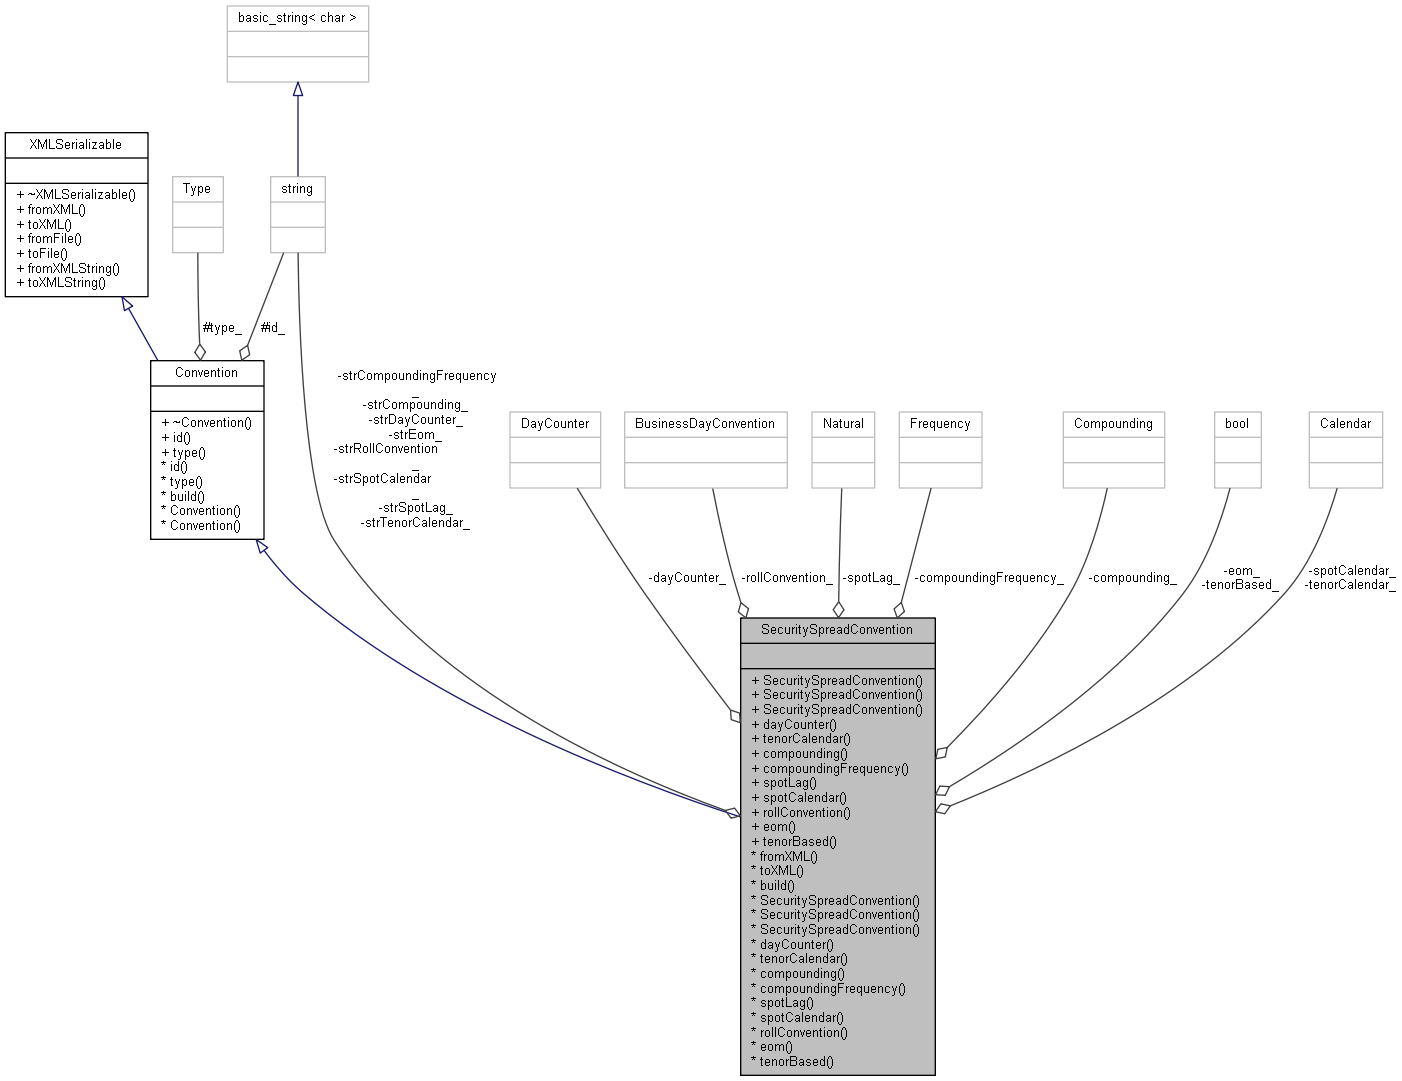 basic_string< char >
XMLSerializable
+ ~XMLSerializable()
+ fromXML()
+ toXML()
+ fromFile()
+ toFile()
+ fromXMLString()
+ toXMLString()
Type
string
#type_
#id_
Convention
+ ~Convention()
+ id()
+ type()
* id()
* type()
* build()
* Convention()
* Convention()
-strCompoundingFrequency
_
-strCompounding_
-strDayCounter_
-strEom_
-strRollConvention
_
-strSpotCalendar
_
-strSpotLag_
-strTenorCalendar_
DayCounter
BusinessDayConvention
Natural
Frequency
Compounding
bool
Calendar
-dayCounter_
-rollConvention_
-spotLag_
-compoundingFrequency_
-compounding_
-eom_
-tenorBased_
-spotCalendar_
-tenorCalendar_
SecuritySpreadConvention
+ SecuritySpreadConvention()
+ SecuritySpreadConvention()
+ SecuritySpreadConvention()
+ dayCounter()
+ tenorCalendar()
+ compounding()
+ compoundingFrequency()
+ spotLag()
+ spotCalendar()
+ rollConvention()
+ eom()
+ tenorBased()
* fromXML()
* toXML()
* build()
* SecuritySpreadConvention()
* SecuritySpreadConvention()
* SecuritySpreadConvention()
* dayCounter()
* tenorCalendar()
* compounding()
* compoundingFrequency()
* spotLag()
* spotCalendar()
* rollConvention()
* eom()
* tenorBased()